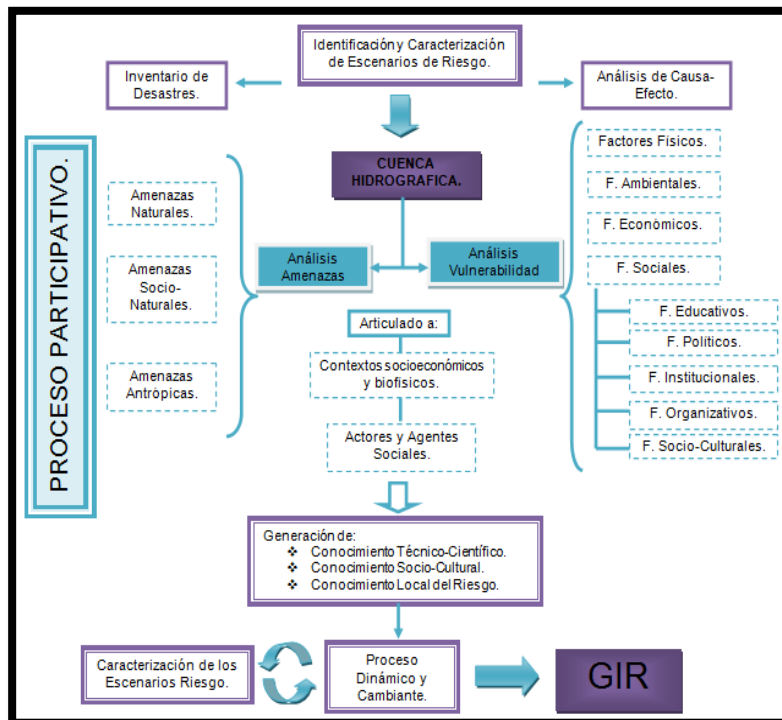 Identificación y Caracterización
de Escenarios de Riesgo.
Inventario de
Desastres.
Análisis de Causa-
Efecto.
PROCESO PARTICIPATIVO.
CUENCA
HIDROGRAFICA.
Amenazas
Naturales.
Amenazas
Socio-
Naturales.
Amenazas
Antròpicas.
Análisis
Amenazas
Análisis
Vulnerabilidad
Factores Físicos.
F. Ambientales.
F. Económicos.
F. Sociales.
F. Educativos.
F. Políticos.
F. Institucionales.
F. Organizativos.
F. Socio-Culturales.
Articulado a:
Contextos socioeconómicos
y biofísicos.
Actores y Agentes
Sociales.
Generación de:
❖ Conocimiento Técnico-Científico.
❖ Conocimiento Socio-Cultural.
❖ Conocimiento Local del Riesgo.
Caracterización de los
Escenarios Riesgo.
Proceso
Dinámico y
Cambiante.
GIR